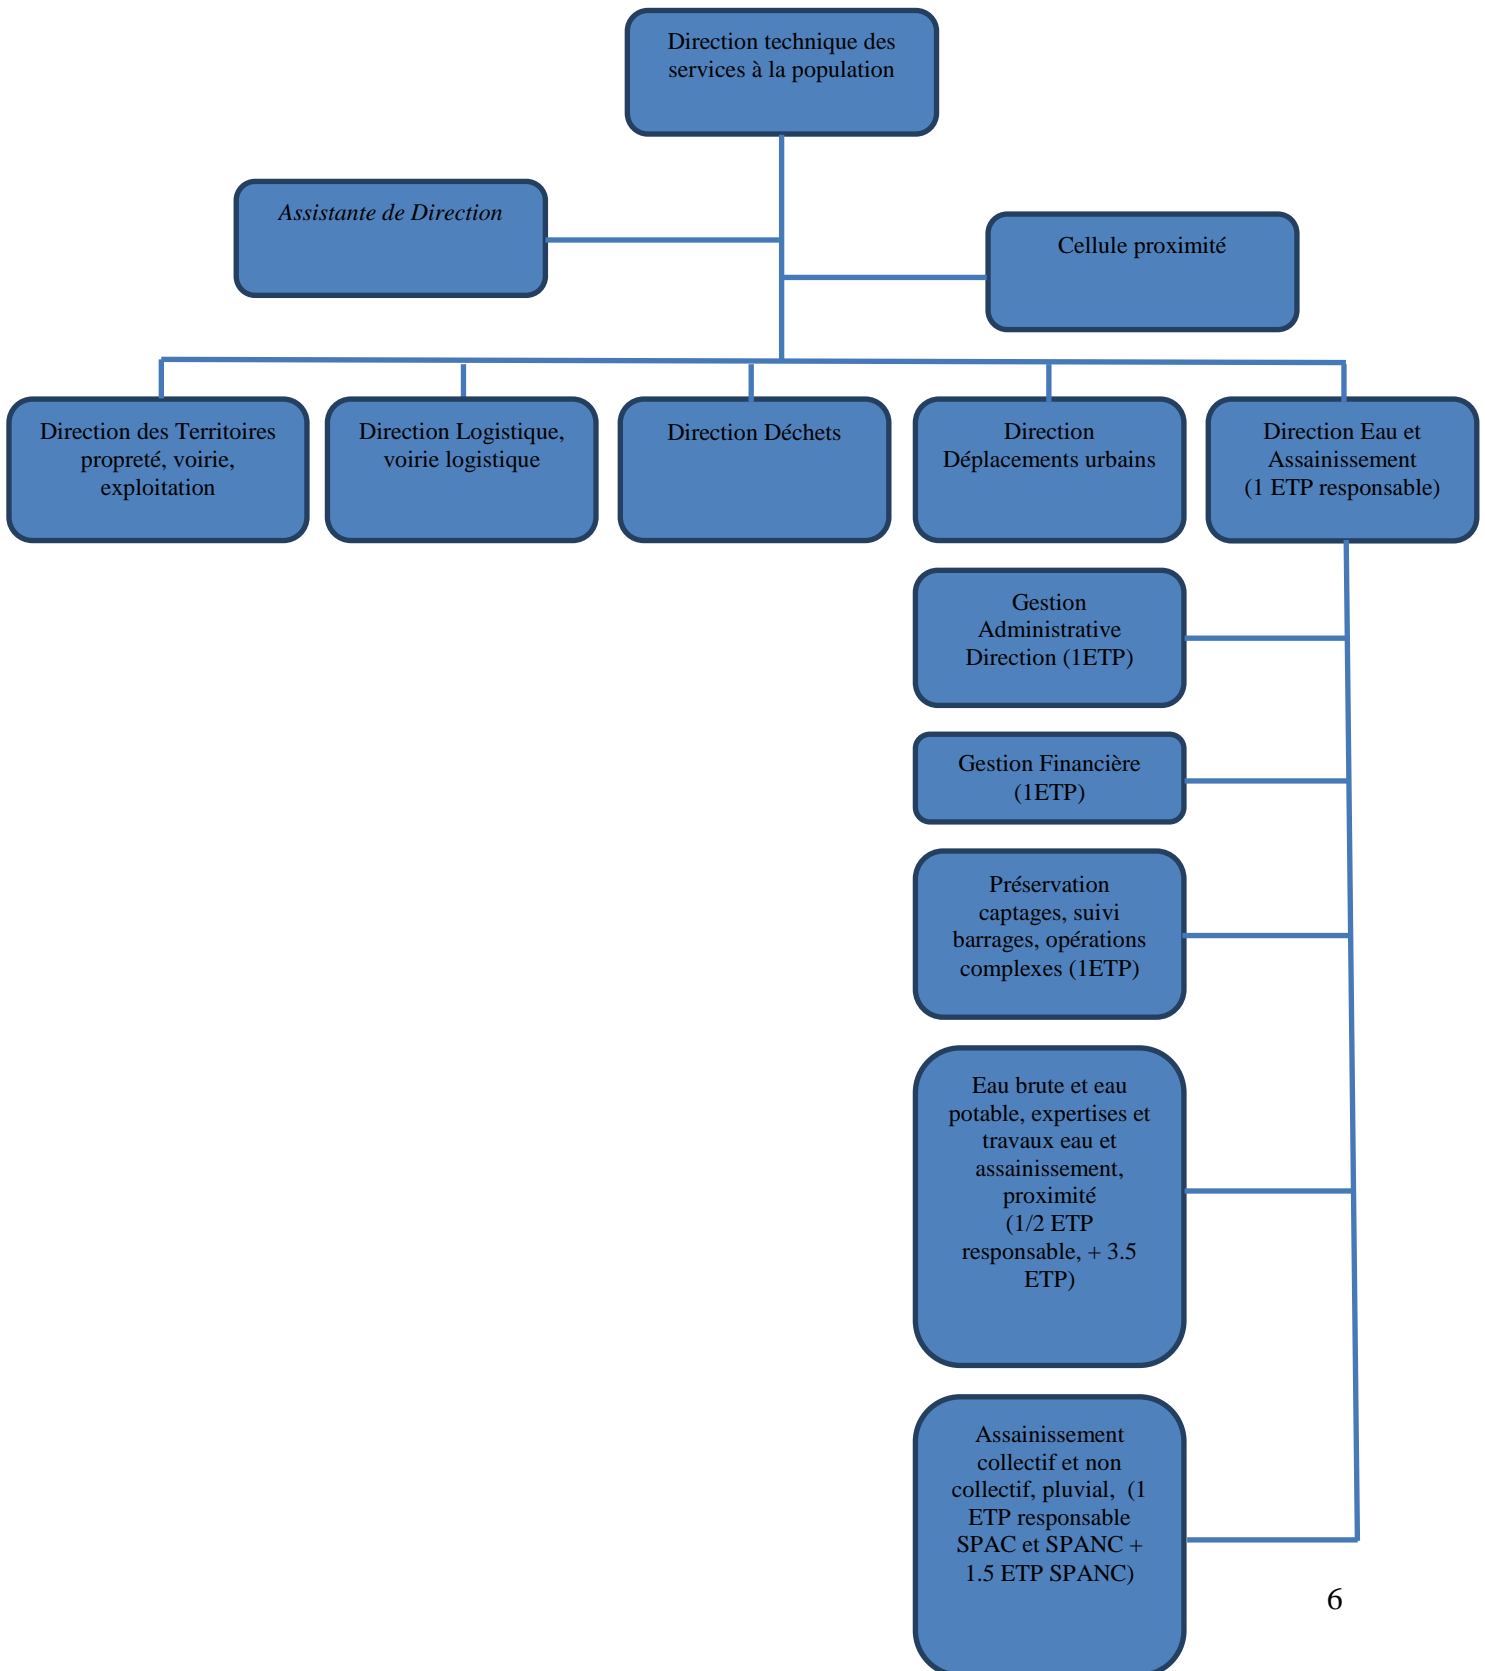 Direction technique des
services à la population
Assistante de Direction
Cellule proximité
Direction des Territoires
propreté, voirie,
exploitation
Direction Logistique,
voirie logistique
Direction Déchets
Direction
Déplacements urbains
Direction Eau et
Assainissement
(1 ETP responsable)
Gestion
Administrative
Direction (1ETP)
Gestion Financière
(1ETP)
Préservation
captages, suivi
barrages, opérations
complexes (1ETP)
Eau brute et eau
potable, expertises et
travaux eau et
assainissement,
proximité
(1/2 ETP
responsable, + 3.5
ETP)
Assainissement
collectif et non
collectif, pluvial,  (1
ETP responsable
SPAC et SPANC +
1.5 ETP SPANC)
6